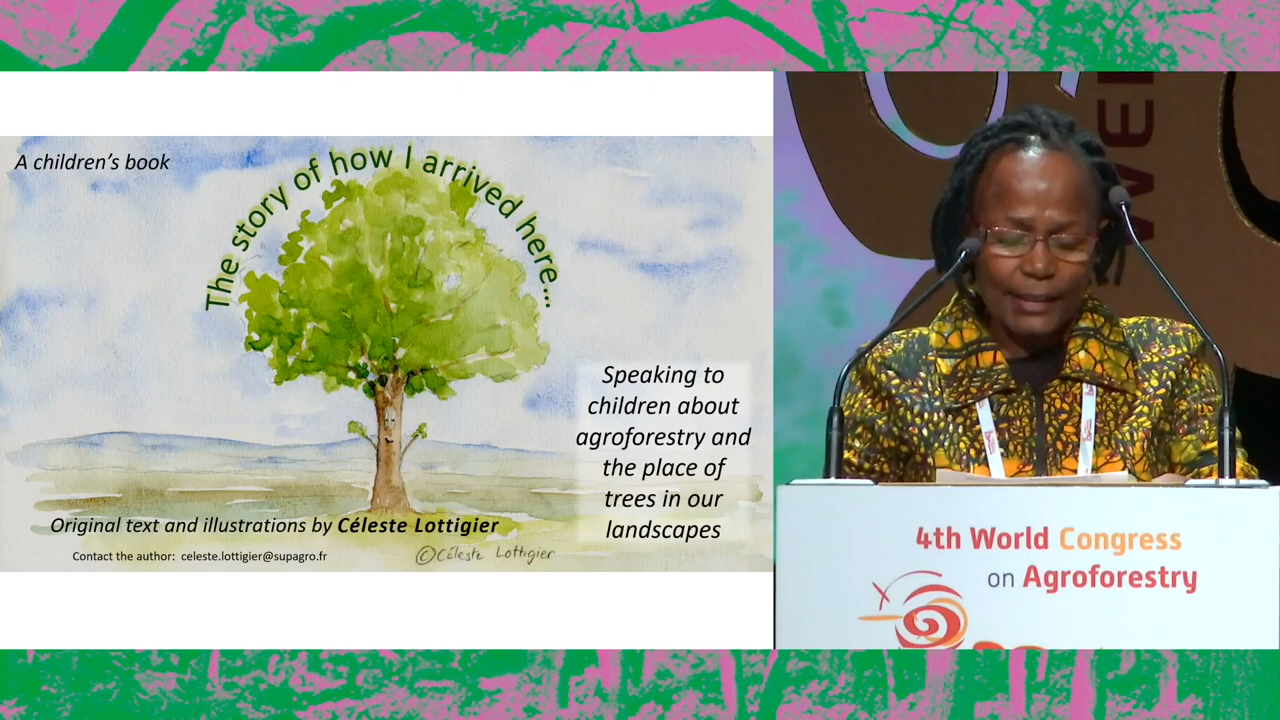 A children's book
The story of how I arrived here...
Speaking to
children about
agroforestry and
the place of
trees in our
landscapes
Original text and illustrations by Céleste Lottigier
Contact the author: celeste.lottigier@supagro.fr
©Céleste Lottigier
4th World Congress
on Agroforestry